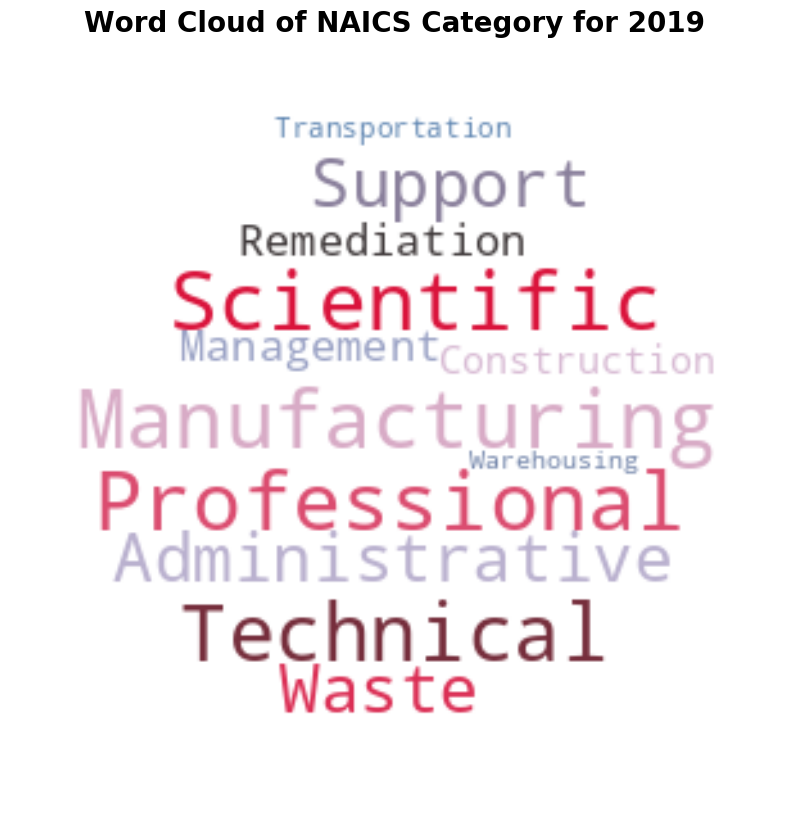 Word Cloud of NAICS Category for 2019
Transportation
Support
Remediation
Scientific
Management
Construction
Manufacturing
Warehousing
Professional
Administrative
Technical
Waste